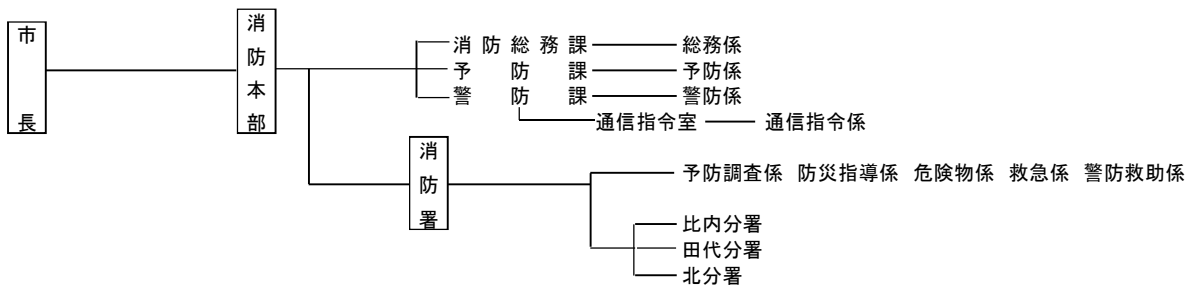 市長
消防本部
消防総務課 総務係
予防課 予防係
警防課 警防係
通信指令室 通信指令係
消防署
予防調査係 防災指導係 危険物係 救急係 警防救助係
比内分署
田代分署
北分署